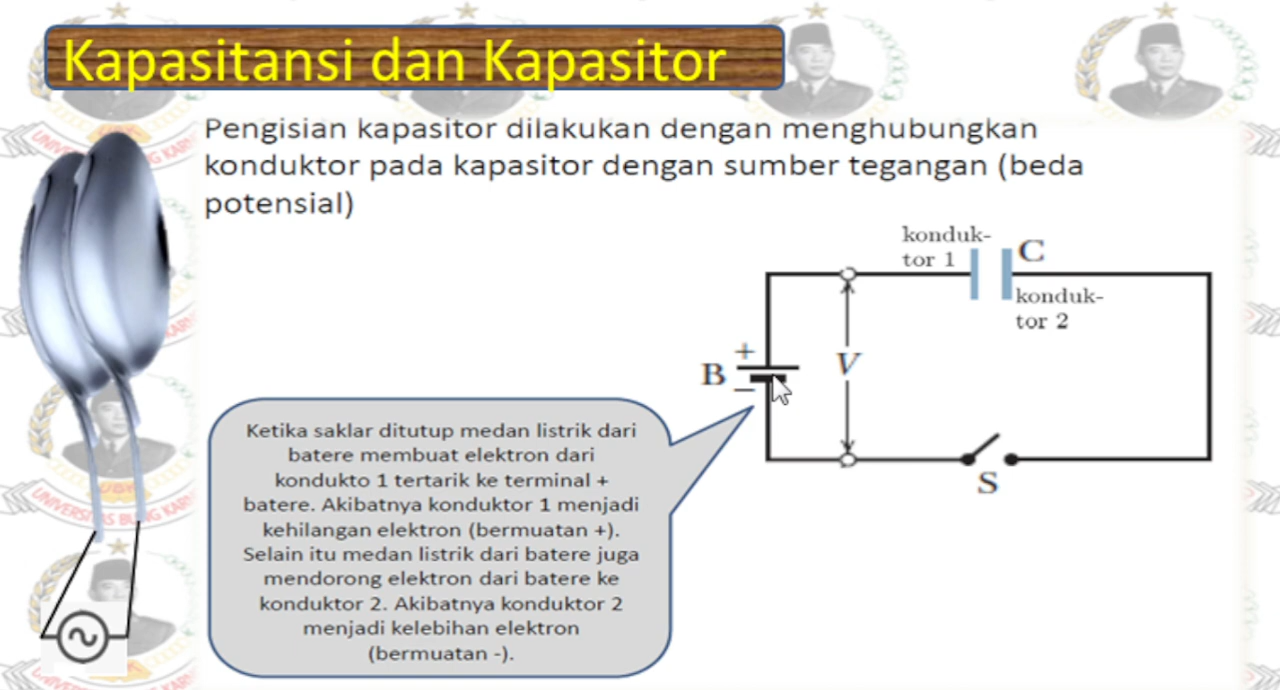 Kapasitansi dan Kapasitor
Pengisian kapasitor dilakukan dengan menghubungkan
konduktor pada kapasitor dengan sumber tegangan (beda
potensial)
konduk-
tor 1
C
konduk-
tor 2
+
B
V
−
S
Ketika saklar ditutup medan listrik dari
batere membuat elektron dari
kondukto 1 tertarik ke terminal +
batere. Akibatnya konduktor 1 menjadi
kehilangan elektron (bermuatan +).
Selain itu medan listrik dari batere juga
mendorong elektron dari batere ke
konduktor 2. Akibatnya konduktor 2
menjadi kelebihan elektron
(bermuatan -).